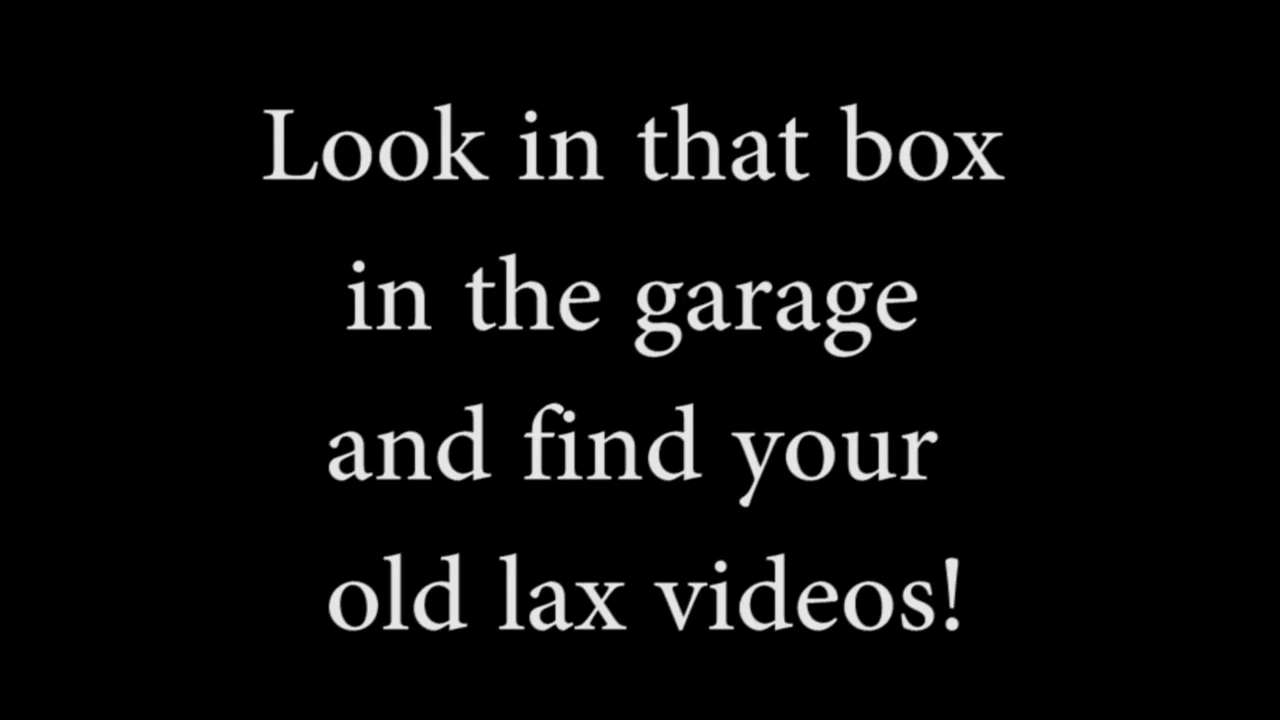 Look in that box
in the garage
and find your
old lax videos!